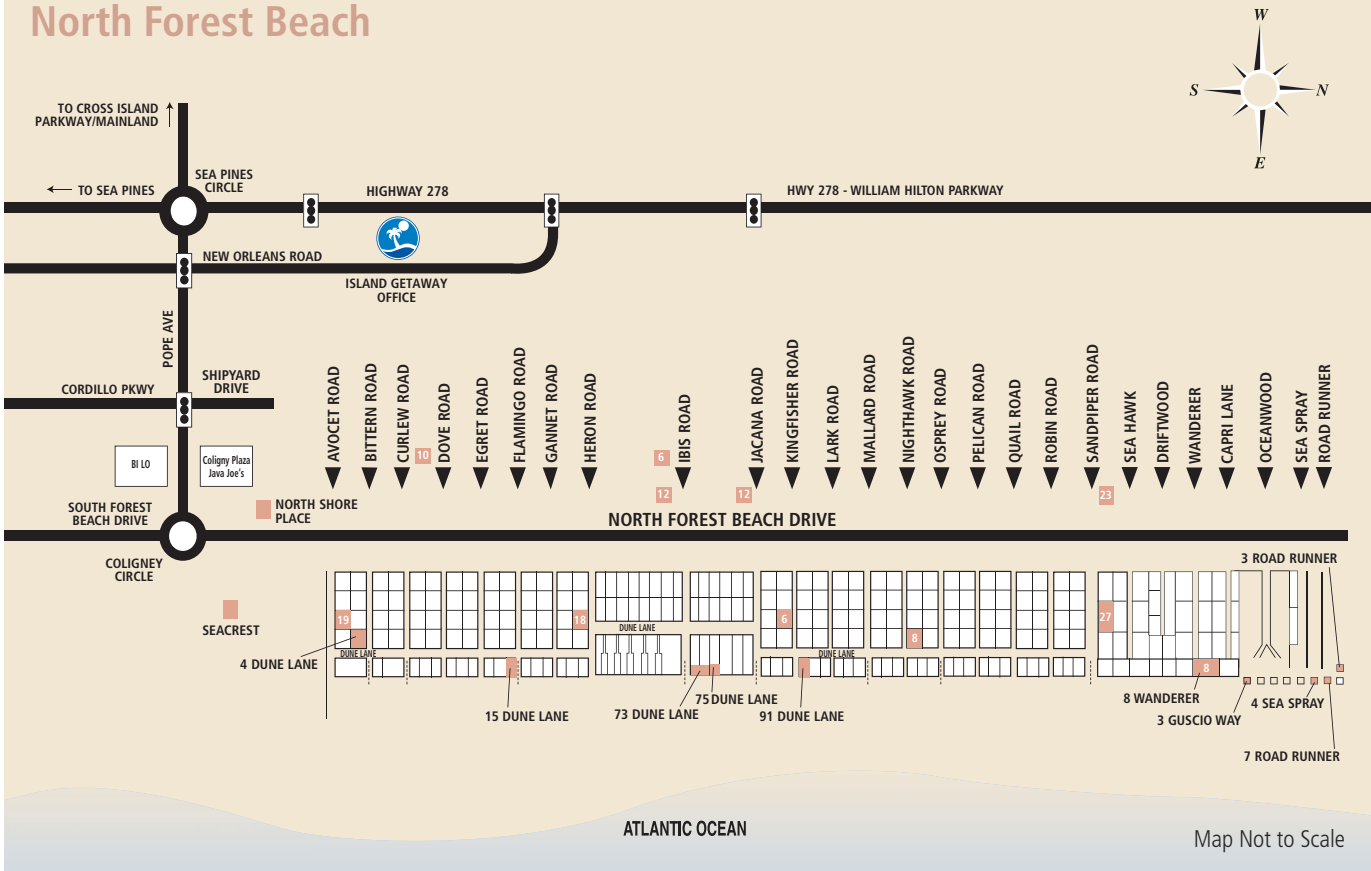 North Forest Beach
W
S
N
E
TO CROSS ISLAND
PARKWAY/MAINLAND
TO SEA PINES
SEA PINES
CIRCLE
HIGHWAY 278
HWY 278 - WILLIAM HILTON PARKWAY
NEW ORLEANS ROAD
ISLAND GETAWAY
OFFICE
POPE AVE
CORDILLO PKWY
SHIPYARD
DRIVE
BI LO
Coligny Plaza
Java Joe's
AVOCET ROAD
BITTERN ROAD
CURLEW ROAD
10
DOVE ROAD
EGRET ROAD
FLAMINGO ROAD
GANNET ROAD
HERON ROAD
6
IBIS ROAD
JACANA ROAD
KINGFISHER ROAD
LARK ROAD
MALLARD ROAD
NIGHTHAWK ROAD
OSPREY ROAD
PELICAN ROAD
QUAIL ROAD
ROBIN ROAD
SANDPIPER ROAD
SEA HAWK
DRIFTWOOD
WANDERER
CAPRI LANE
OCEANWOOD
SEA SPRAY
ROAD RUNNER
12
12
23
SOUTH FOREST
BEACH DRIVE
NORTH SHORE
PLACE
NORTH FOREST BEACH DRIVE
COLIGNEY
CIRCLE
3 ROAD RUNNER
SEACREST
19
18
6
8
27
DUNE LANE
DUNE LANE
DUNE LANE
8
4 DUNE LANE
15 DUNE LANE
73 DUNE LANE
75 DUNE LANE
91 DUNE LANE
8 WANDERER
3 GUSCIO WAY
4 SEA SPRAY
7 ROAD RUNNER
ATLANTIC OCEAN
Map Not to Scale